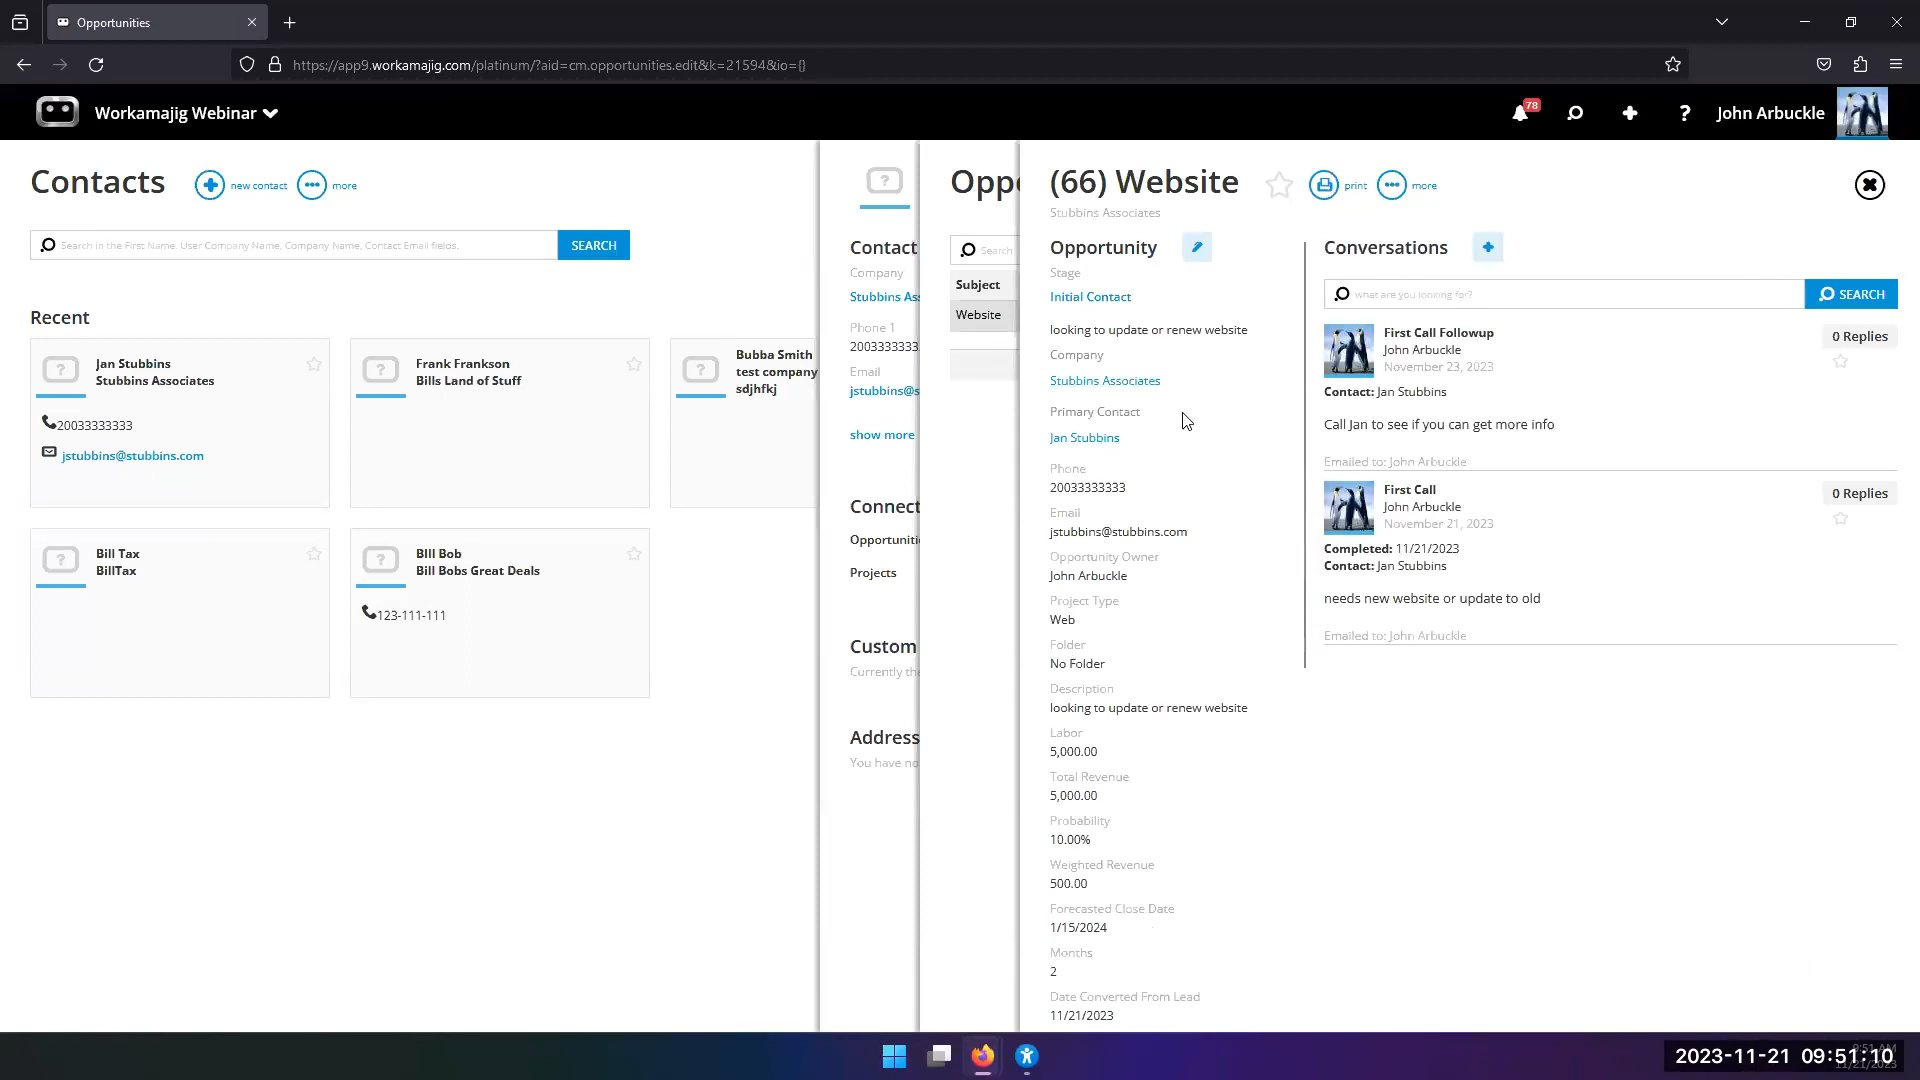 Opportunities
https://app9.workamajig.com/platinum/?aid=cm.opportunities.edit&k=21594&io={}
Workamajig Webinar
78
John Arbuckle
Contacts
new contact
more
Search in the First Name. User Company Name, Company Name, Contact Email fields.
SEARCH
Recent
Jan Stubbins
Stubbins Associates
20033333333
jstubbins@stubbins.com
Frank Frankson
Bills Land of Stuff
Bubba Smith
test company
sdjhfkj
Bill Tax
BillTax
BIll Bob
Bill Bobs Great Deals
123-111-111
Contact
Company
Stubbins Ass
Phone 1
20033333333
Email
jstubbins@s
show more
Connect
Opportunitie
Projects
Custom
Currently the
Address
You have no
Oppo
Search
Subject
Website
(66) Website
print
more
Stubbins Associates
Opportunity
Stage
Initial Contact
looking to update or renew website
Company
Stubbins Associates
Primary Contact
Jan Stubbins
Phone
20033333333
Email
jstubbins@stubbins.com
Opportunity Owner
John Arbuckle
Project Type
Web
Folder
No Folder
Description
looking to update or renew website
Labor
5,000.00
Total Revenue
5,000.00
Probability
10.00%
Weighted Revenue
500.00
Forecasted Close Date
1/15/2024
Months
2
Date Converted From Lead
11/21/2023
Conversations
what are you looking for?
SEARCH
First Call Followup
John Arbuckle
November 23, 2023
0 Replies
Contact: Jan Stubbins
Call Jan to see if you can get more info
Emailed to: John Arbuckle
First Call
John Arbuckle
November 21, 2023
0 Replies
Completed: 11/21/2023
Contact: Jan Stubbins
needs new website or update to old
Emailed to: John Arbuckle
2023-11-21 09:51:10